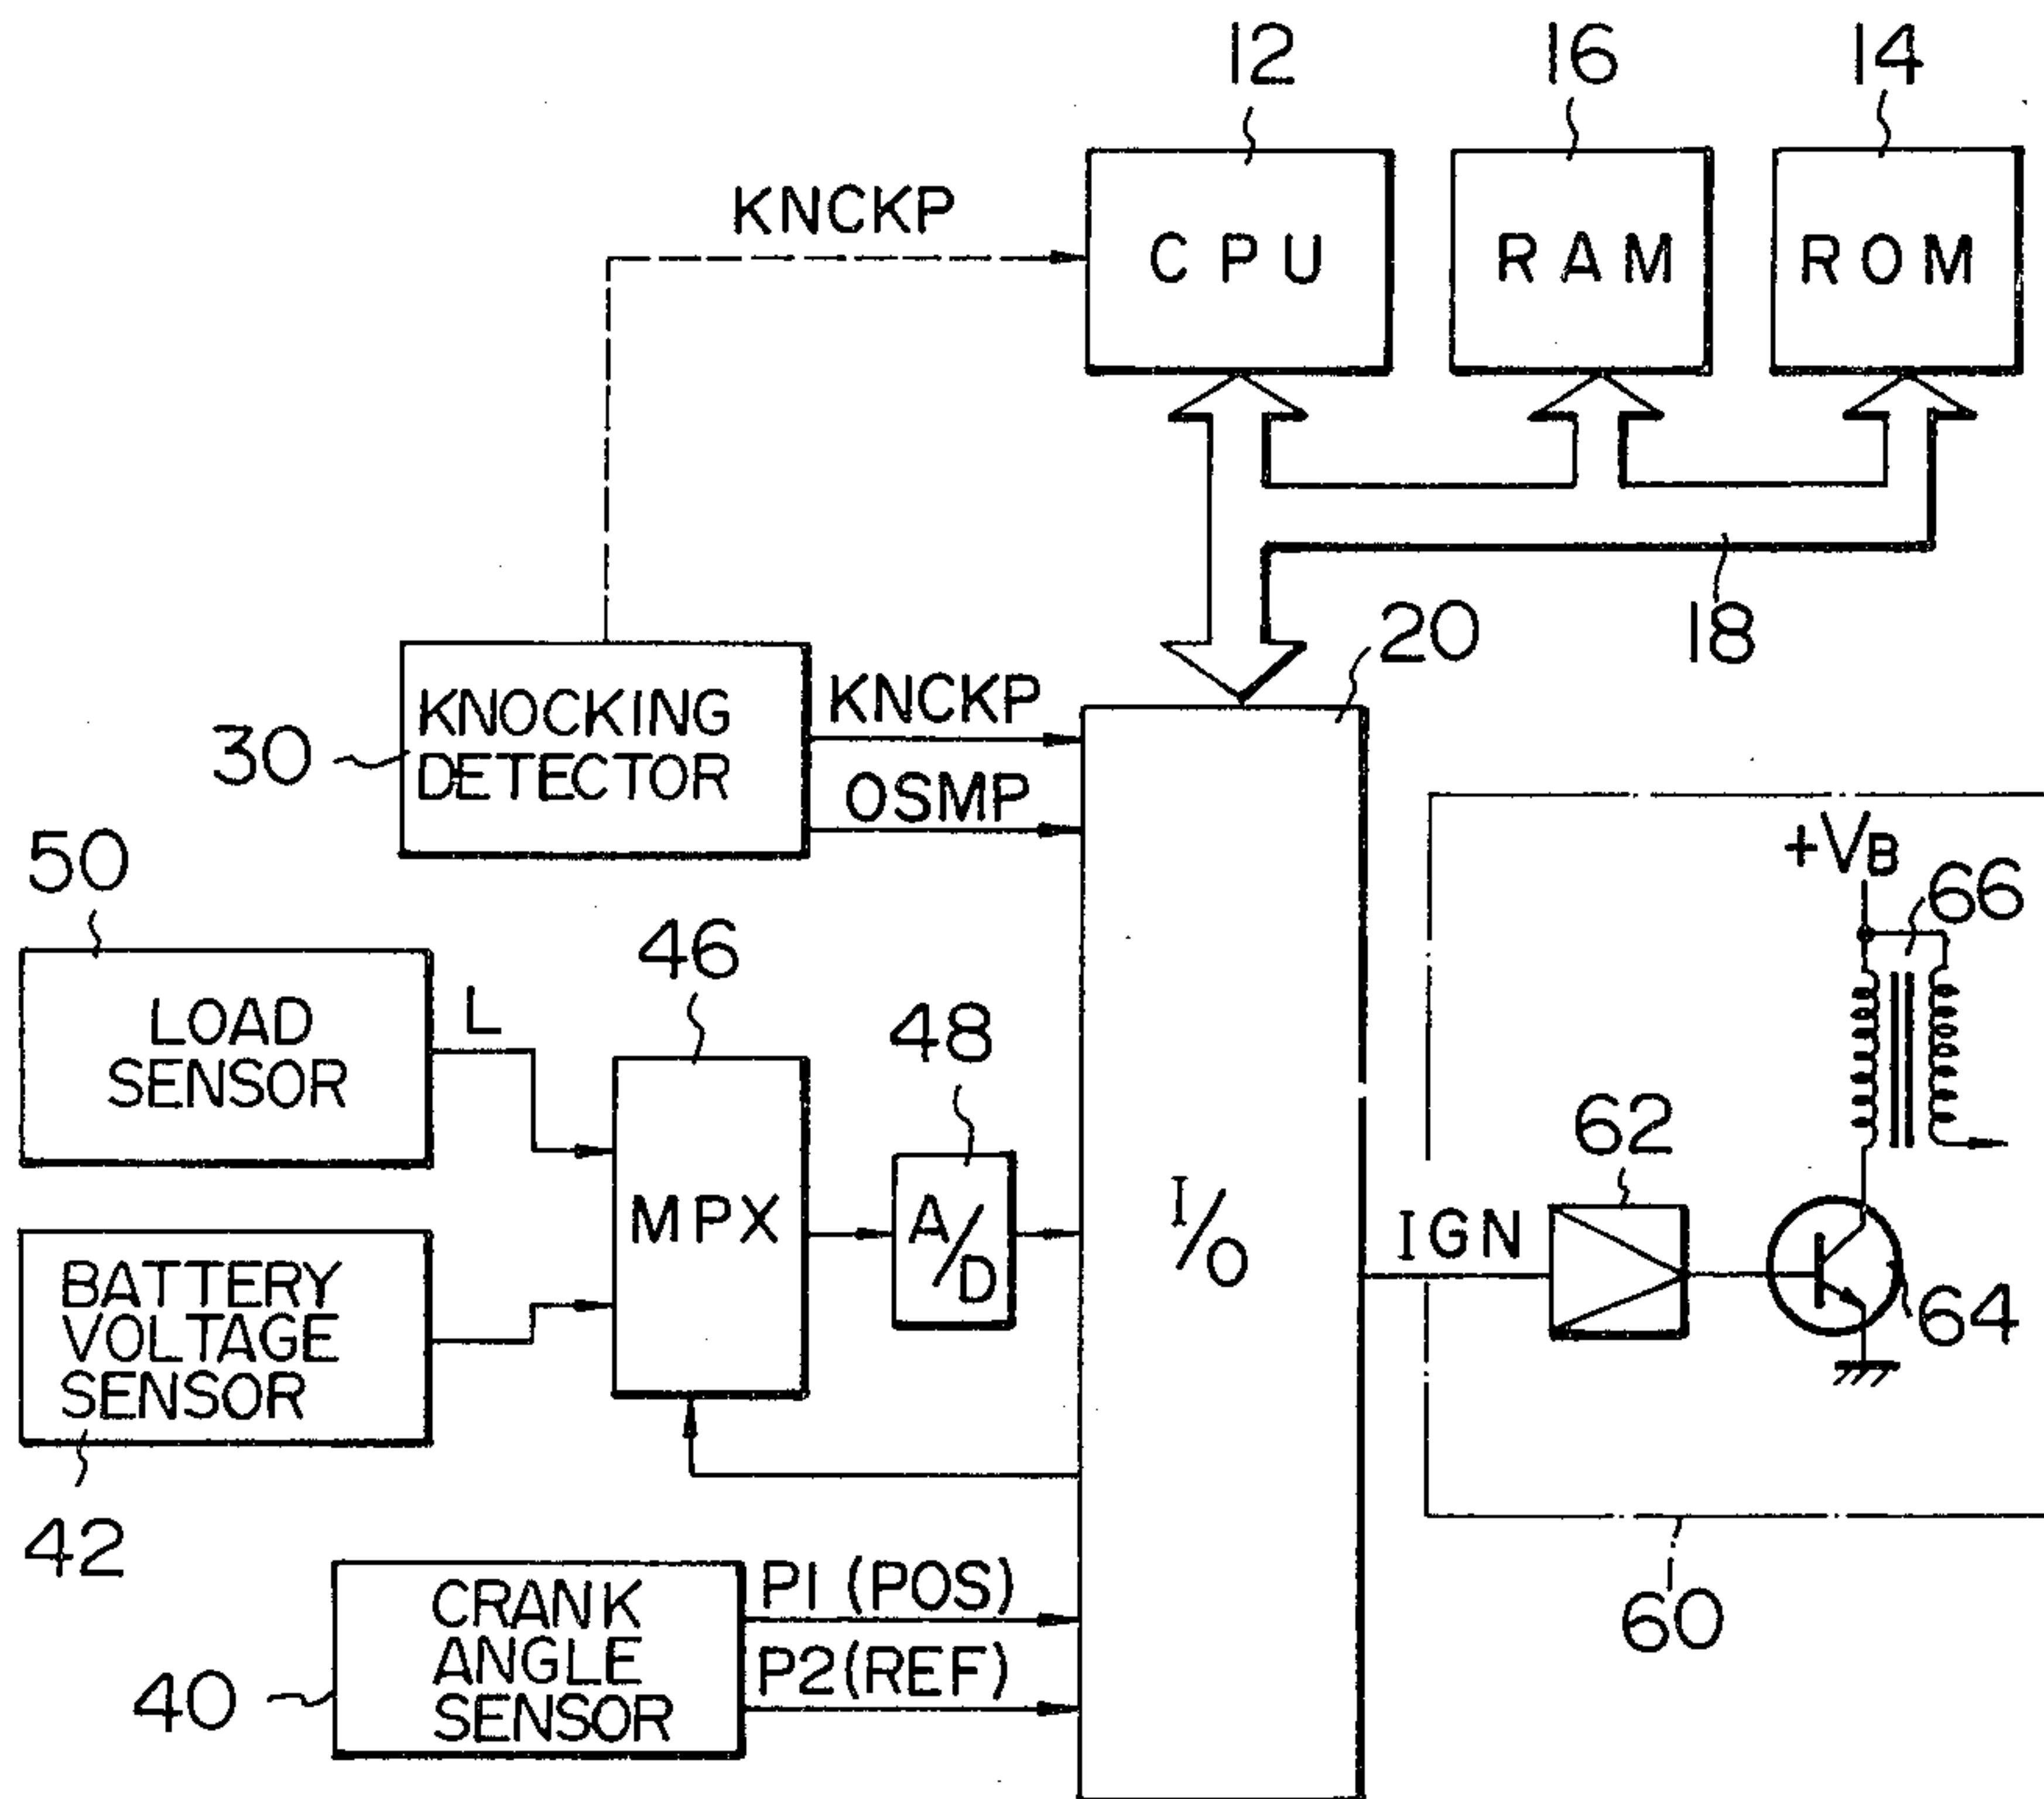 12
16
14
KNCKP
CPU
RAM
ROM
18
20
30
KNOCKING
DETECTOR
KNCKP
OSMP
50
LOAD
SENSOR
L
46
MPX
48
A/D
I/O
BATTERY
VOLTAGE
SENSOR
42
40
CRANK
ANGLE
SENSOR
P1 (POS)
P2 (REF)
+VB
66
62
IGN
64
60